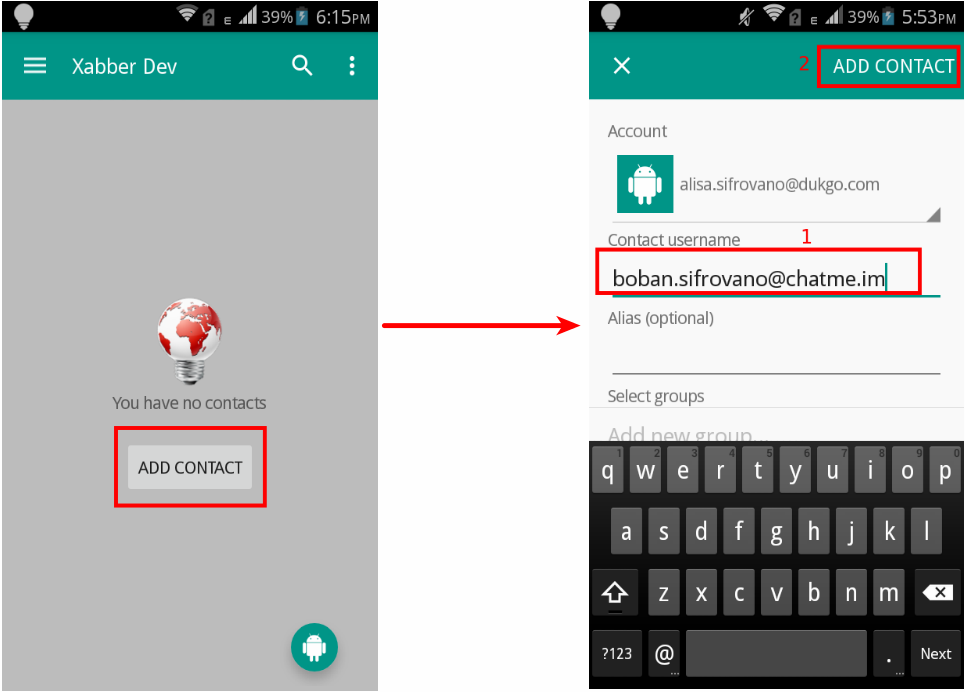 E 39% 6:15PM
Xabber Dev
You have no contacts
ADD CONTACT
E 39% 5:53PM
2 ADD CONTACT
Account
alisa.sifrovano@dukgo.com
Contact username 1
boban.sifrovano@chatme.im
Alias (optional)
Select groups
Add new group...
1 2 3 4 5 6 7 8 9 0
q w e r t y u i o p
a s d f g h j k l
z x c v b n m
?123 @ ... . ... Next